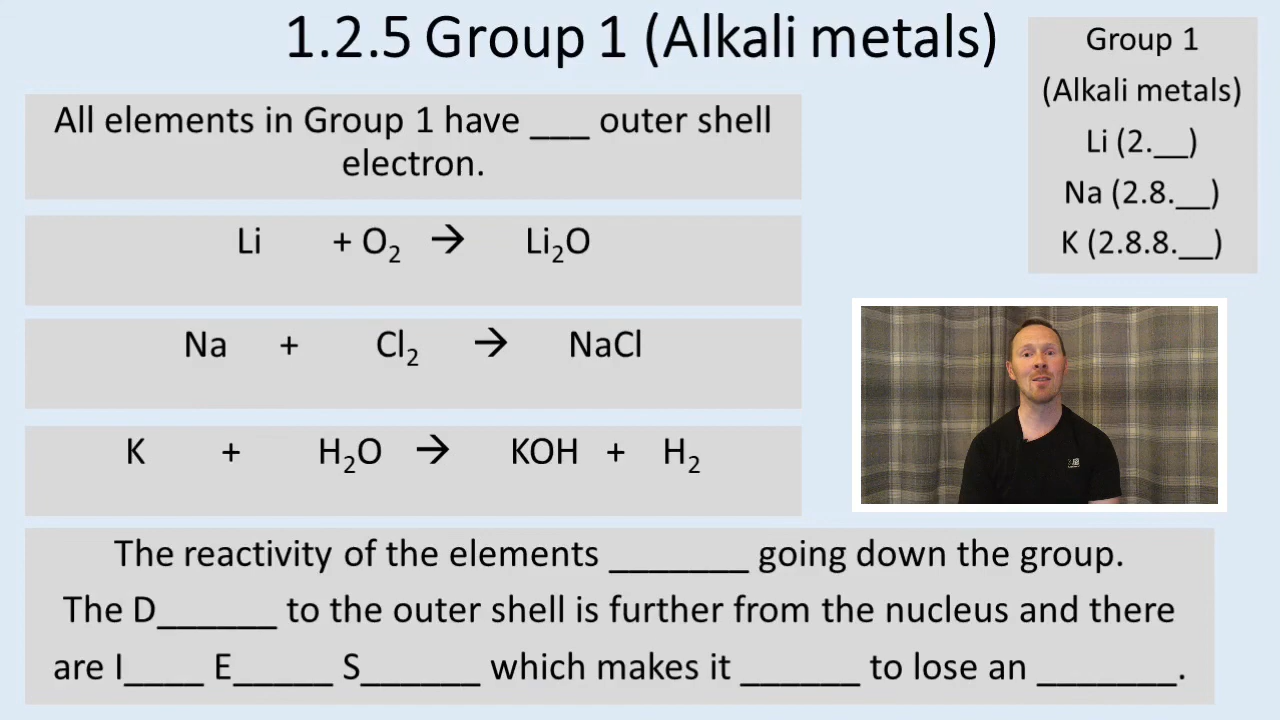 1.2.5 Group 1 (Alkali metals)
Group 1
(Alkali metals)
Li (2.__)
Na (2.8.__)
K (2.8.8.__)
All elements in Group 1 have ___ outer shell
electron.
Li + O₂ → Li₂O
Na + Cl₂ → NaCl
K + H₂O → KOH + H₂
The reactivity of the elements _______ going down the group.
The D______ to the outer shell is further from the nucleus and there
are I____ E_____ S______ which makes it ______ to lose an _______.